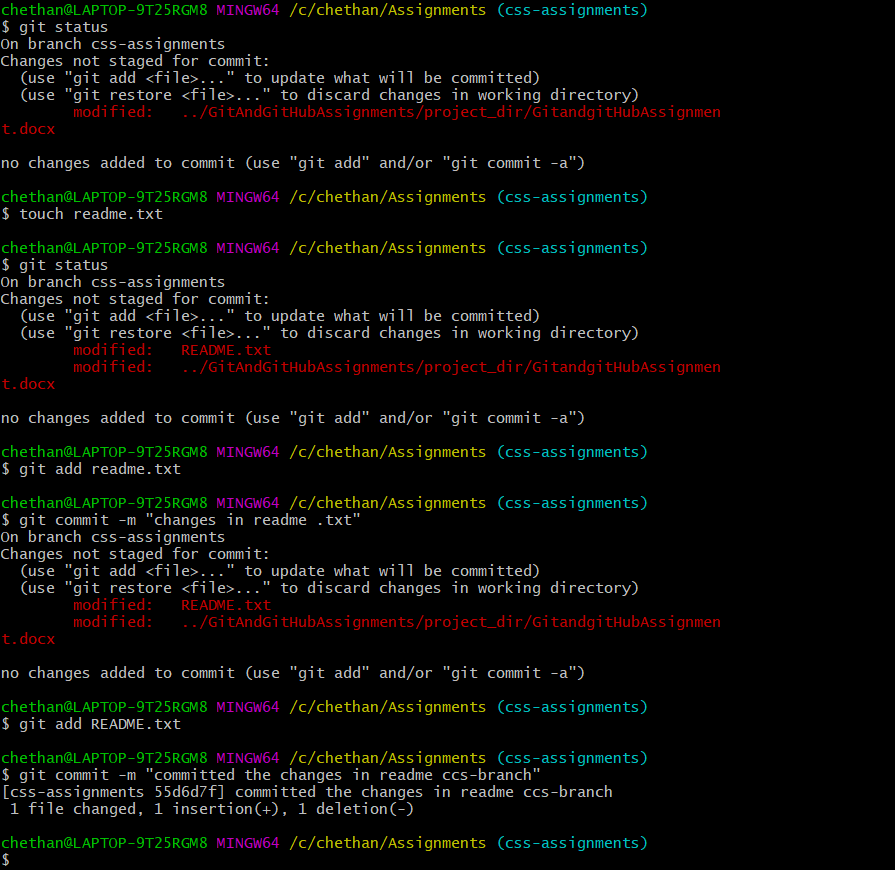 chethan@LAPTOP-9T25RGM8 MINGW64 /c/chethan/Assignments (css-assignments)
$ git status
On branch css-assignments
Changes not staged for commit:
  (use "git add <file>..." to update what will be committed)
  (use "git restore <file>..." to discard changes in working directory)
        modified:   ../GitAndGitHubAssignments/project_dir/GitandgitHubAssignmen
t.docx

no changes added to commit (use "git add" and/or "git commit -a")

chethan@LAPTOP-9T25RGM8 MINGW64 /c/chethan/Assignments (css-assignments)
$ touch readme.txt

chethan@LAPTOP-9T25RGM8 MINGW64 /c/chethan/Assignments (css-assignments)
$ git status
On branch css-assignments
Changes not staged for commit:
  (use "git add <file>..." to update what will be committed)
  (use "git restore <file>..." to discard changes in working directory)
        modified:   README.txt
        modified:   ../GitAndGitHubAssignments/project_dir/GitandgitHubAssignmen
t.docx

no changes added to commit (use "git add" and/or "git commit -a")

chethan@LAPTOP-9T25RGM8 MINGW64 /c/chethan/Assignments (css-assignments)
$ git add readme.txt

chethan@LAPTOP-9T25RGM8 MINGW64 /c/chethan/Assignments (css-assignments)
$ git commit -m "changes in readme .txt"
On branch css-assignments
Changes not staged for commit:
  (use "git add <file>..." to update what will be committed)
  (use "git restore <file>..." to discard changes in working directory)
        modified:   README.txt
        modified:   ../GitAndGitHubAssignments/project_dir/GitandgitHubAssignmen
t.docx

no changes added to commit (use "git add" and/or "git commit -a")

chethan@LAPTOP-9T25RGM8 MINGW64 /c/chethan/Assignments (css-assignments)
$ git add README.txt

chethan@LAPTOP-9T25RGM8 MINGW64 /c/chethan/Assignments (css-assignments)
$ git commit -m "committed the changes in readme ccs-branch"
[css-assignments 55d6d7f] committed the changes in readme ccs-branch
 1 file changed, 1 insertion(+), 1 deletion(-)

chethan@LAPTOP-9T25RGM8 MINGW64 /c/chethan/Assignments (css-assignments)
$